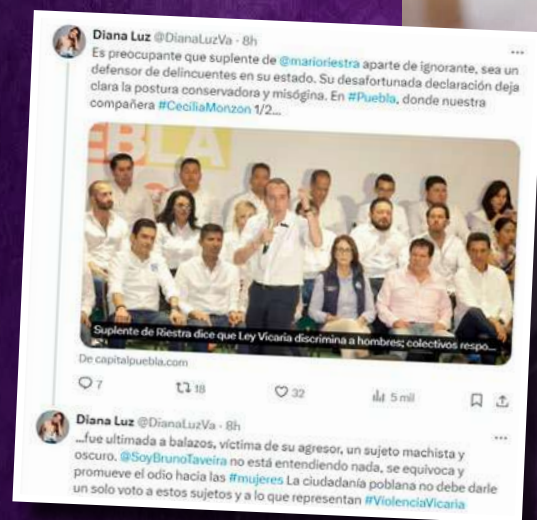 Diana Luz @DianaLuzVa · 8h
Es preocupante que suplente de @marioriestra aparte de ignorante, sea un
defensor de delincuentes en su estado. Su desafortunada declaración deja
clara la postura conservadora y misógina. En #Puebla, donde nuestra
compañera #CeciliaMonzon 1/2...
EBLA
Suplente de Riestra dice que Ley Vicaria discrimina a hombres; colectivos respo...
De capitalpuebla.com
7 18 32 5 mil
Diana Luz @DianaLuzVa · 8h
...fue ultimada a balazos, víctima de su agresor, un sujeto machista y
oscuro. @SoyBrunoTaveira no está entendiendo nada, se equivoca y
promueve el odio hacia las #mujeres La ciudadanía poblana no debe darle
un solo voto a estos sujetos y a lo que representan #ViolenciaVicaria